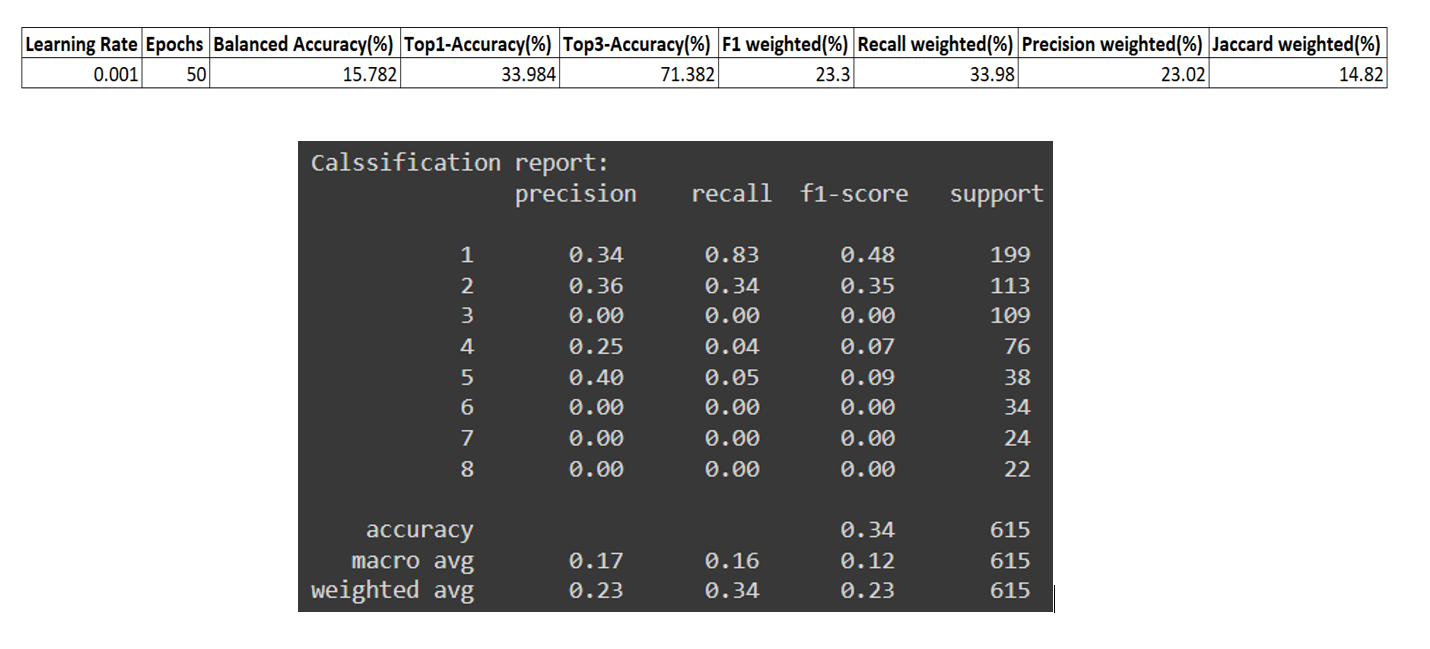 Learning Rate Epochs Balanced Accuracy(%) Top1-Accuracy(%) Top3-Accuracy(%) F1 weighted(%) Recall weighted(%) Precision weighted(%) Jaccard weighted(%)
0.001 50 15.782 33.984 71.382 23.3 33.98 23.02 14.82
Calssification report:
precision recall f1-score support
1 0.34 0.83 0.48 199
2 0.36 0.34 0.35 113
3 0.00 0.00 0.00 109
4 0.25 0.04 0.07 76
5 0.40 0.05 0.09 38
6 0.00 0.00 0.00 34
7 0.00 0.00 0.00 24
8 0.00 0.00 0.00 22
accuracy 0.34 615
macro avg 0.17 0.16 0.12 615
weighted avg 0.23 0.34 0.23 615